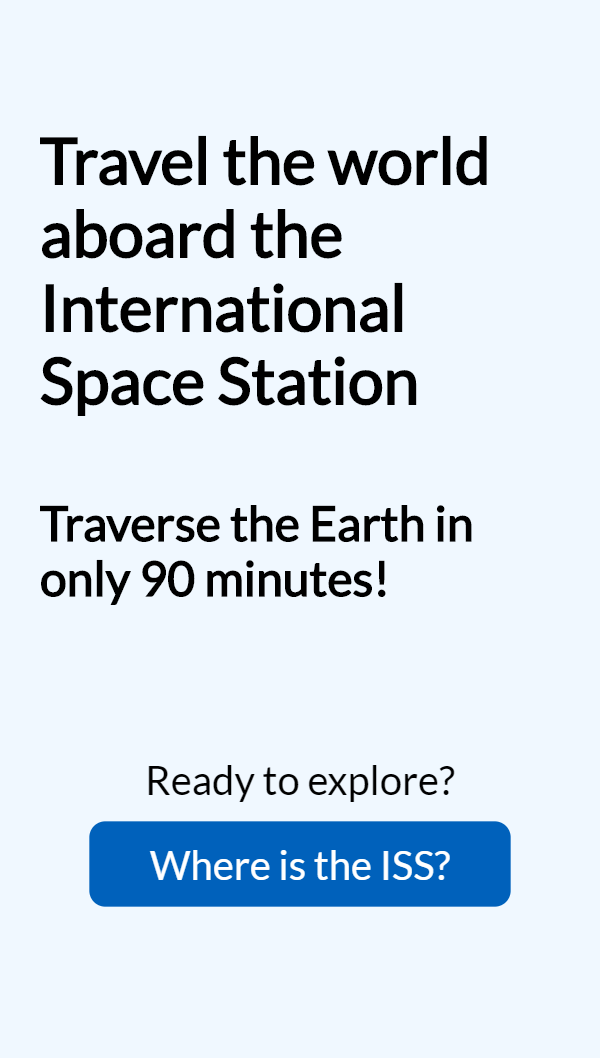 Travel the world
aboard the
International
Space Station
Traverse the Earth in
only 90 minutes!
Ready to explore?
Where is the ISS?